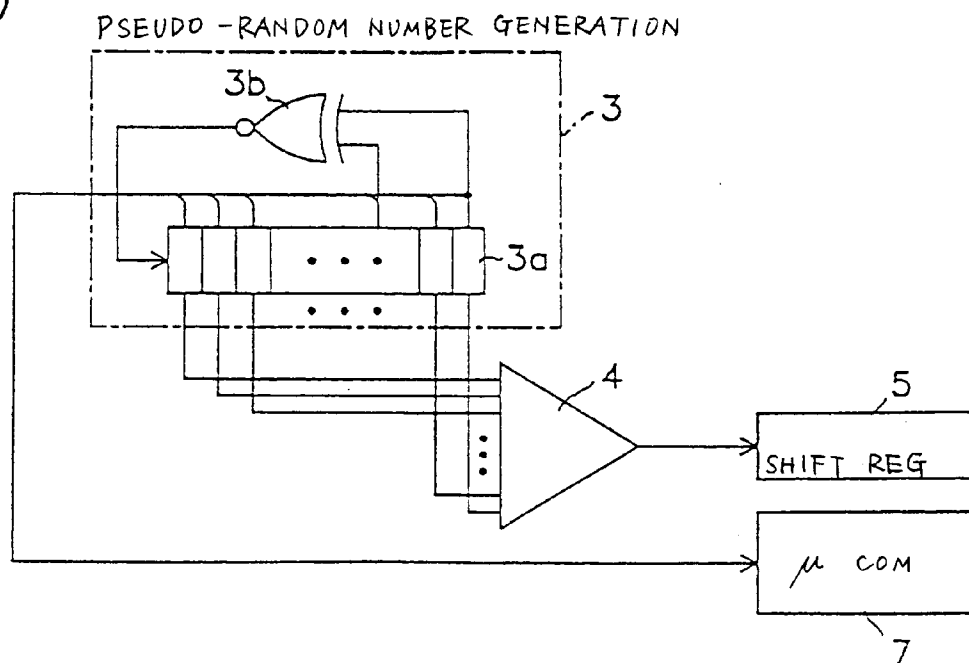 )
PSEUDO-RANDOM NUMBER GENERATION
3b
3
3a
4
5
SHIFT REG
μ COM
7